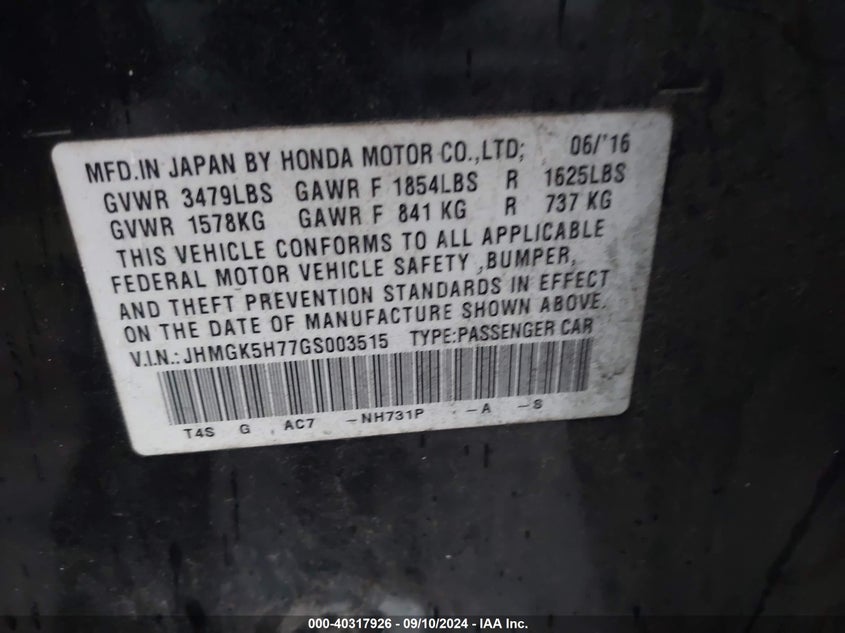 MFD.IN JAPAN BY HONDA MOTOR CO.,LTD; 06/'16
GVWR 3479LBS GAWR F 1854LBS R 1625LBS
GVWR 1578KG GAWR F 841 KG R 737 KG
THIS VEHICLE CONFORMS TO ALL APPLICABLE
FEDERAL MOTOR VEHICLE SAFETY ,BUMPER,
AND THEFT PREVENTION STANDARDS IN EFFECT
ON THE DATE OF MANUFACTURE SHOWN ABOVE.
V.I.N.:JHMGK5H77GS003515 TYPE:PASSENGER CAR
T4S G AC7 -NH731P -A -S
000-40317926 - 09/10/2024 - IAA Inc.